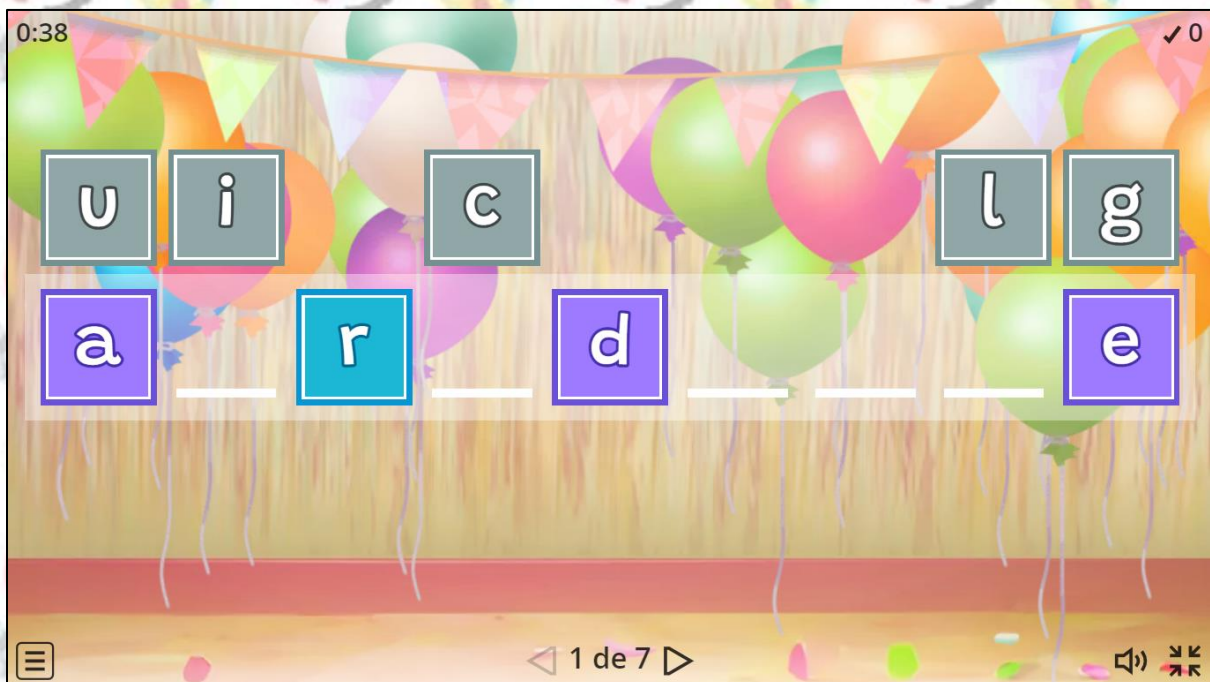 0:38 ✓ 0
u i c l g
a _ r _ d _ _ _ e
1 de 7